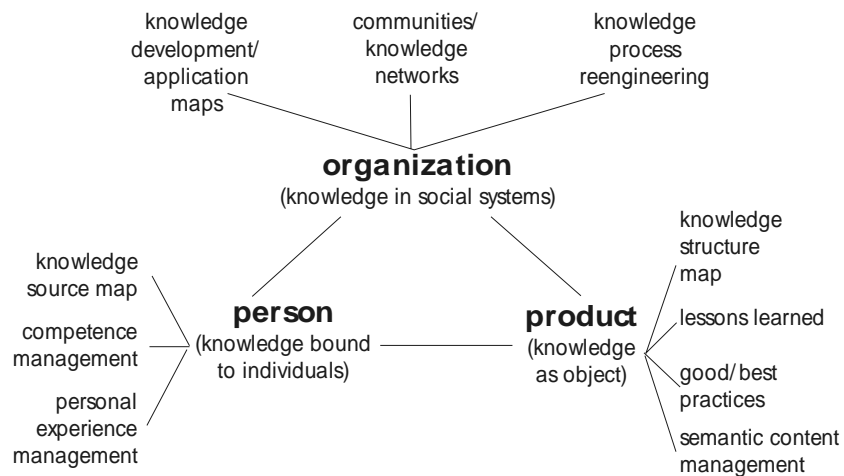 knowledge
development/
application
maps
communities/
knowledge
networks
knowledge
process
reengineering
organization
(knowledge in social systems)
knowledge
source map
competence
management
personal
experience
management
person
(knowledge bound
to individuals)
product
(knowledge
as object)
knowledge
structure
map
lessons learned
good/best
practices
semantic content
management